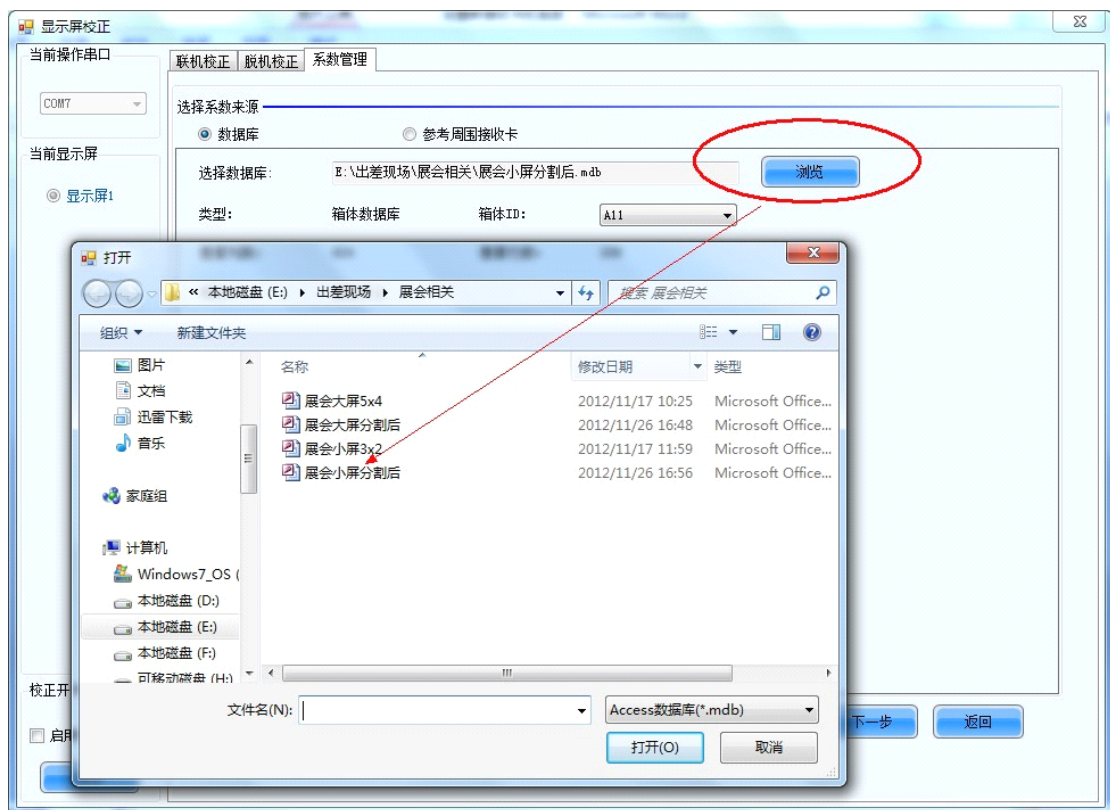 显示屏校正
当前操作串口
联机校正 脱机校正 系数管理
COM7
选择系数来源
数据库 参考周围接收卡
当前显示屏
选择数据库: E:\出差现场\展会相关\展会小屏分割后.mdb 浏览
显示屏1
类型: 箱体数据库 箱体ID: A11
打开
« 本地磁盘 (E:) 出差现场 展会相关 搜索 展会相关
组织 新建文件夹
图片
文档
迅雷下载
音乐
家庭组
计算机
Windows7_OS (
本地磁盘 (D:)
本地磁盘 (E:)
本地磁盘 (F:)
可移动磁盘 (H:)
名称 修改日期 类型
展会大屏5x4 2012/11/17 10:25 Microsoft Office...
展会大屏分割后 2012/11/26 16:48 Microsoft Office...
展会小屏3x2 2012/11/17 11:59 Microsoft Office...
展会小屏分割后 2012/11/26 16:56 Microsoft Office...
文件名(N): Access数据库(*.mdb)
打开(O) 取消
校正开
启用
下一步 返回